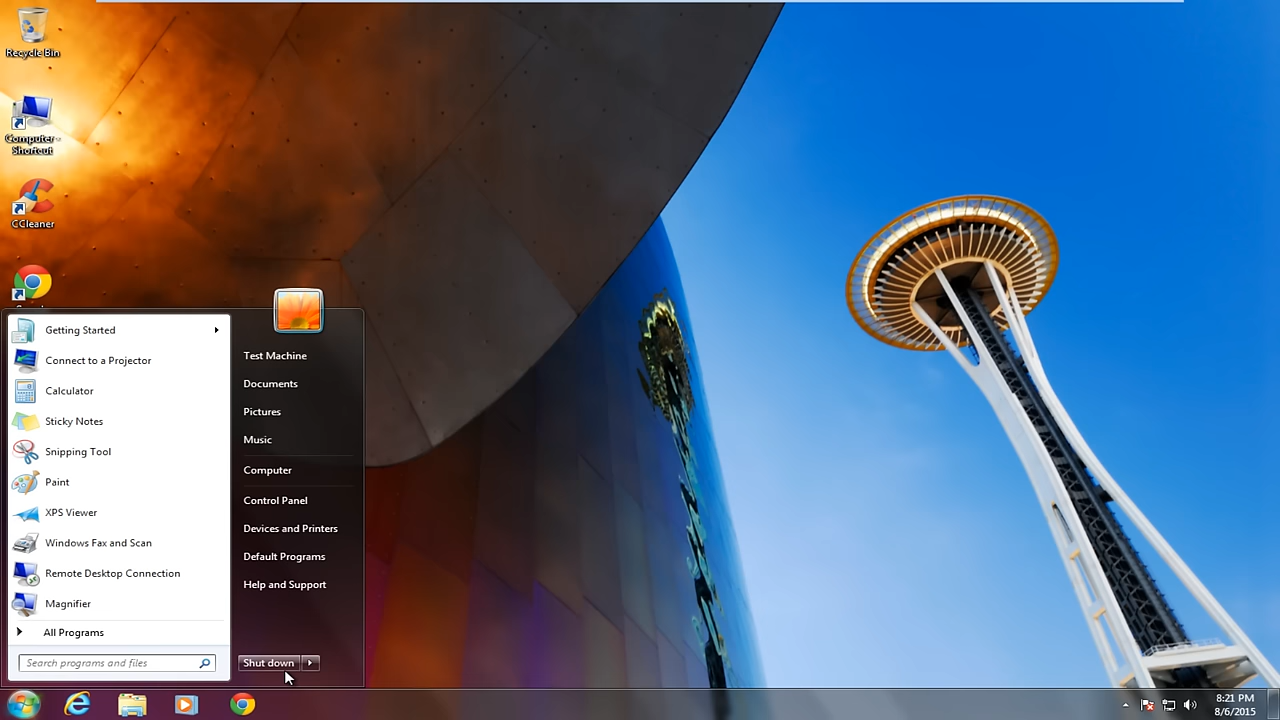 Recycle Bin
Computer -
Shortcut
CCleaner
Getting Started
Connect to a Projector
Calculator
Sticky Notes
Snipping Tool
Paint
XPS Viewer
Windows Fax and Scan
Remote Desktop Connection
Magnifier
All Programs
Search programs and files
Test Machine
Documents
Pictures
Music
Computer
Control Panel
Devices and Printers
Default Programs
Help and Support
Shut down
8:21 PM
8/6/2015